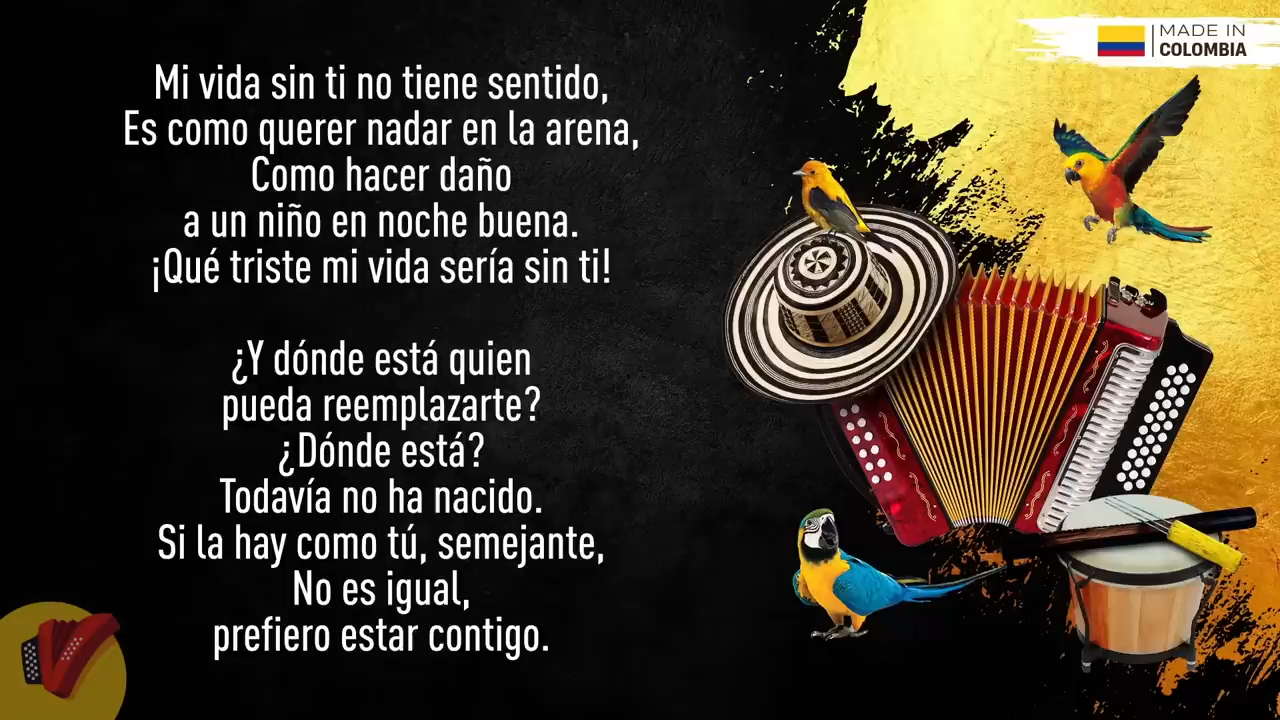 MADE IN
COLOMBIA
Mi vida sin ti no tiene sentido,
Es como querer nadar en la arena,
Como hacer daño
a un niño en noche buena.
¡Qué triste mi vida sería sin ti!
¿Y dónde está quien
pueda reemplazarte?
¿Dónde está?
Todavía no ha nacido.
Si la hay como tú, semejante,
No es igual,
prefiero estar contigo.